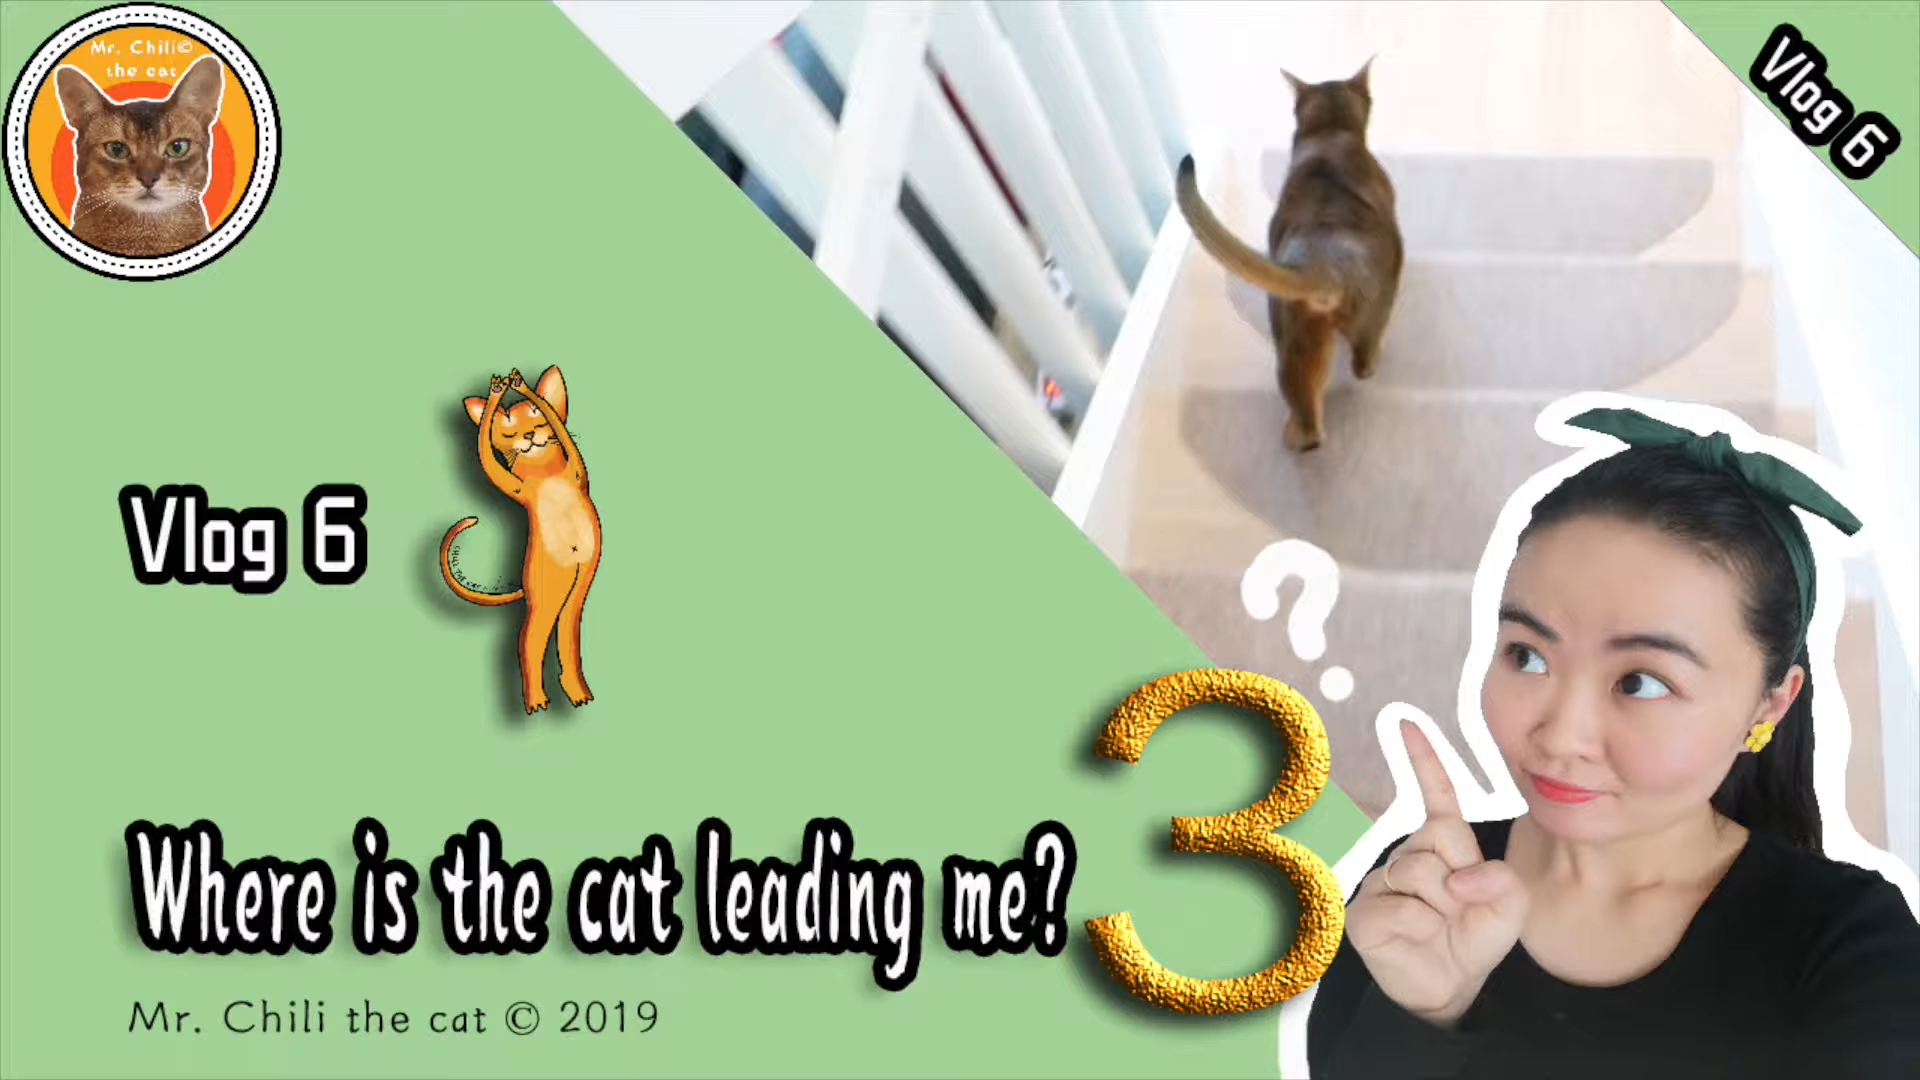 Mr. Chili©
the cat
Vlog 6
Vlog 6
?
Where is the cat leading me?
3
Mr. Chili the cat © 2019